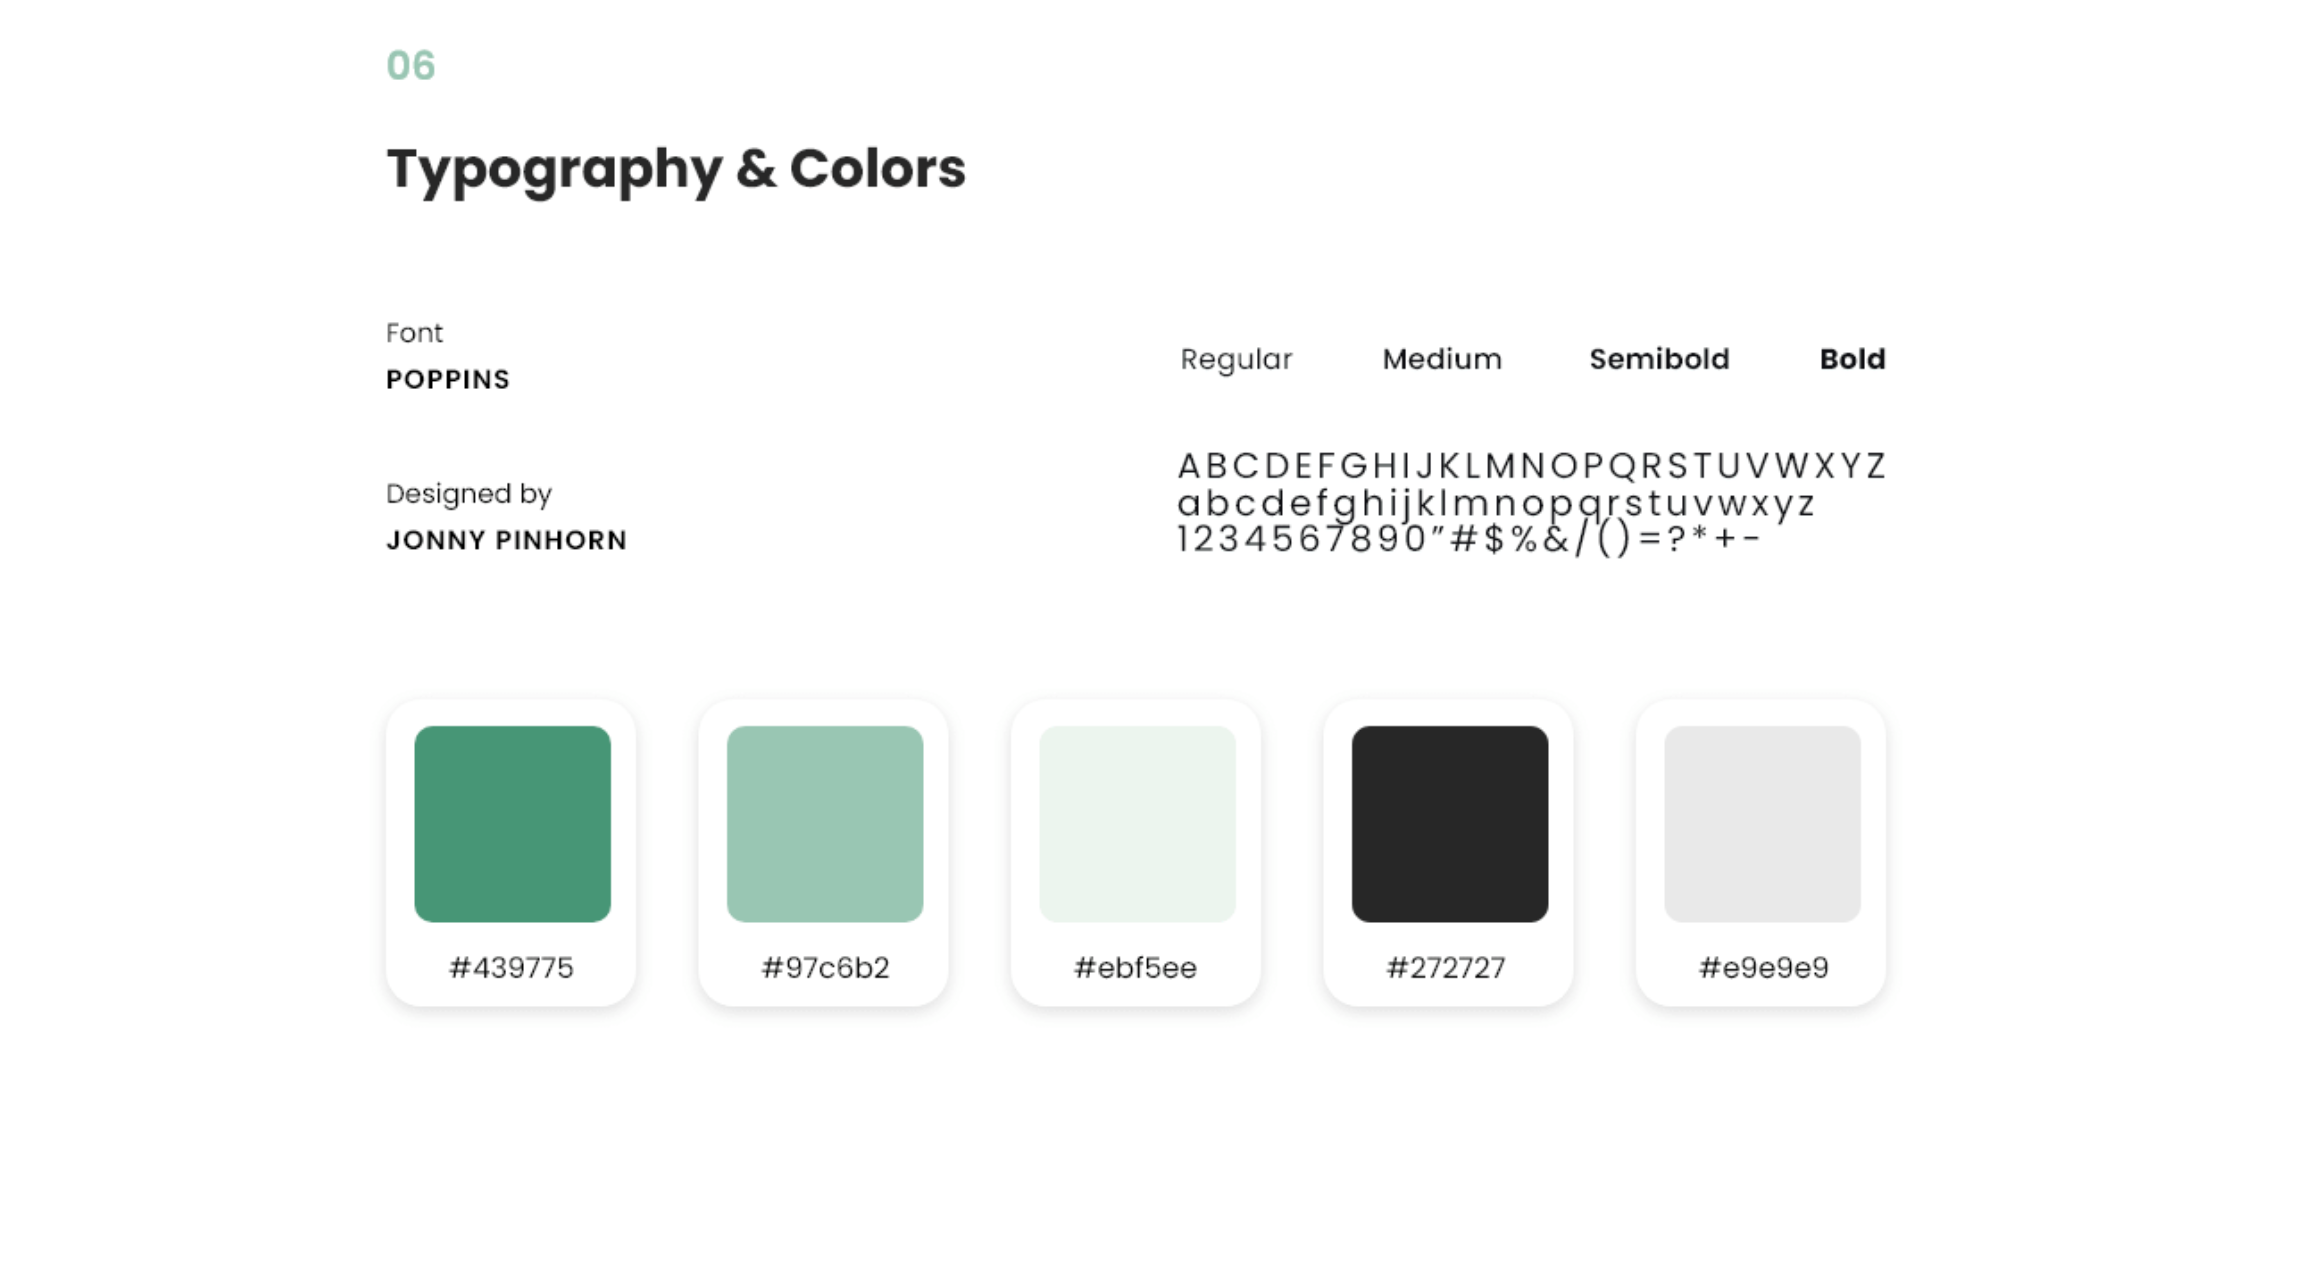 06
Typography & Colors
Font
POPPINS
Designed by
JONNY PINHORN
Regular Medium Semibold Bold
ABCDEFGHIJKLMNOPQRSTUVWXYZ
abcdefghijklmnopqrstuvwxyz
1234567890”#$%&/()=?*+-
#439775
#97c6b2
#ebf5ee
#272727
#e9e9e9